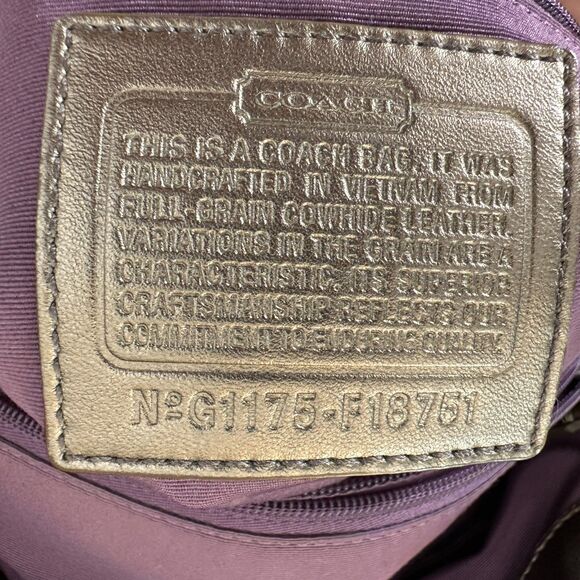 COACH
THIS IS A COACH BAG. IT WAS
HANDCRAFTED IN VIETNAM FROM
FULL-GRAIN COWHIDE LEATHER.
VARIATIONS IN THE GRAIN ARE A
CHARACTERISTIC. ITS SUPERIOR
CRAFTSMANSHIP REFLECTS OUR
COMMITMENT TO ENDURING QUALITY.
Nº G1175-F18751